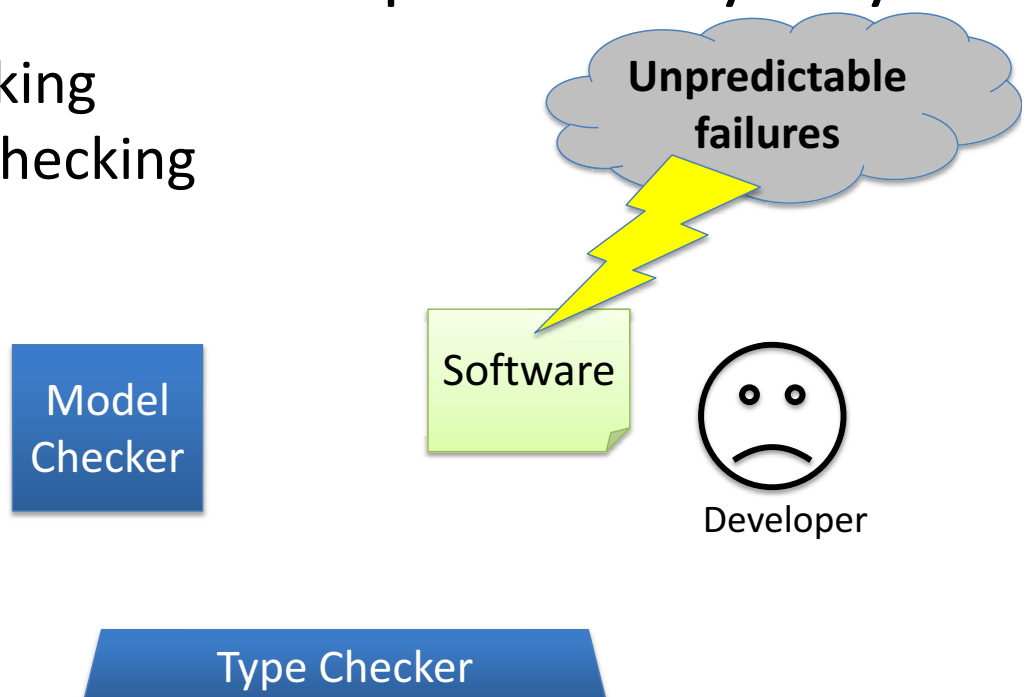 king
hecking
Unpredictable
failures
Software
Model
Checker
Developer
Type Checker